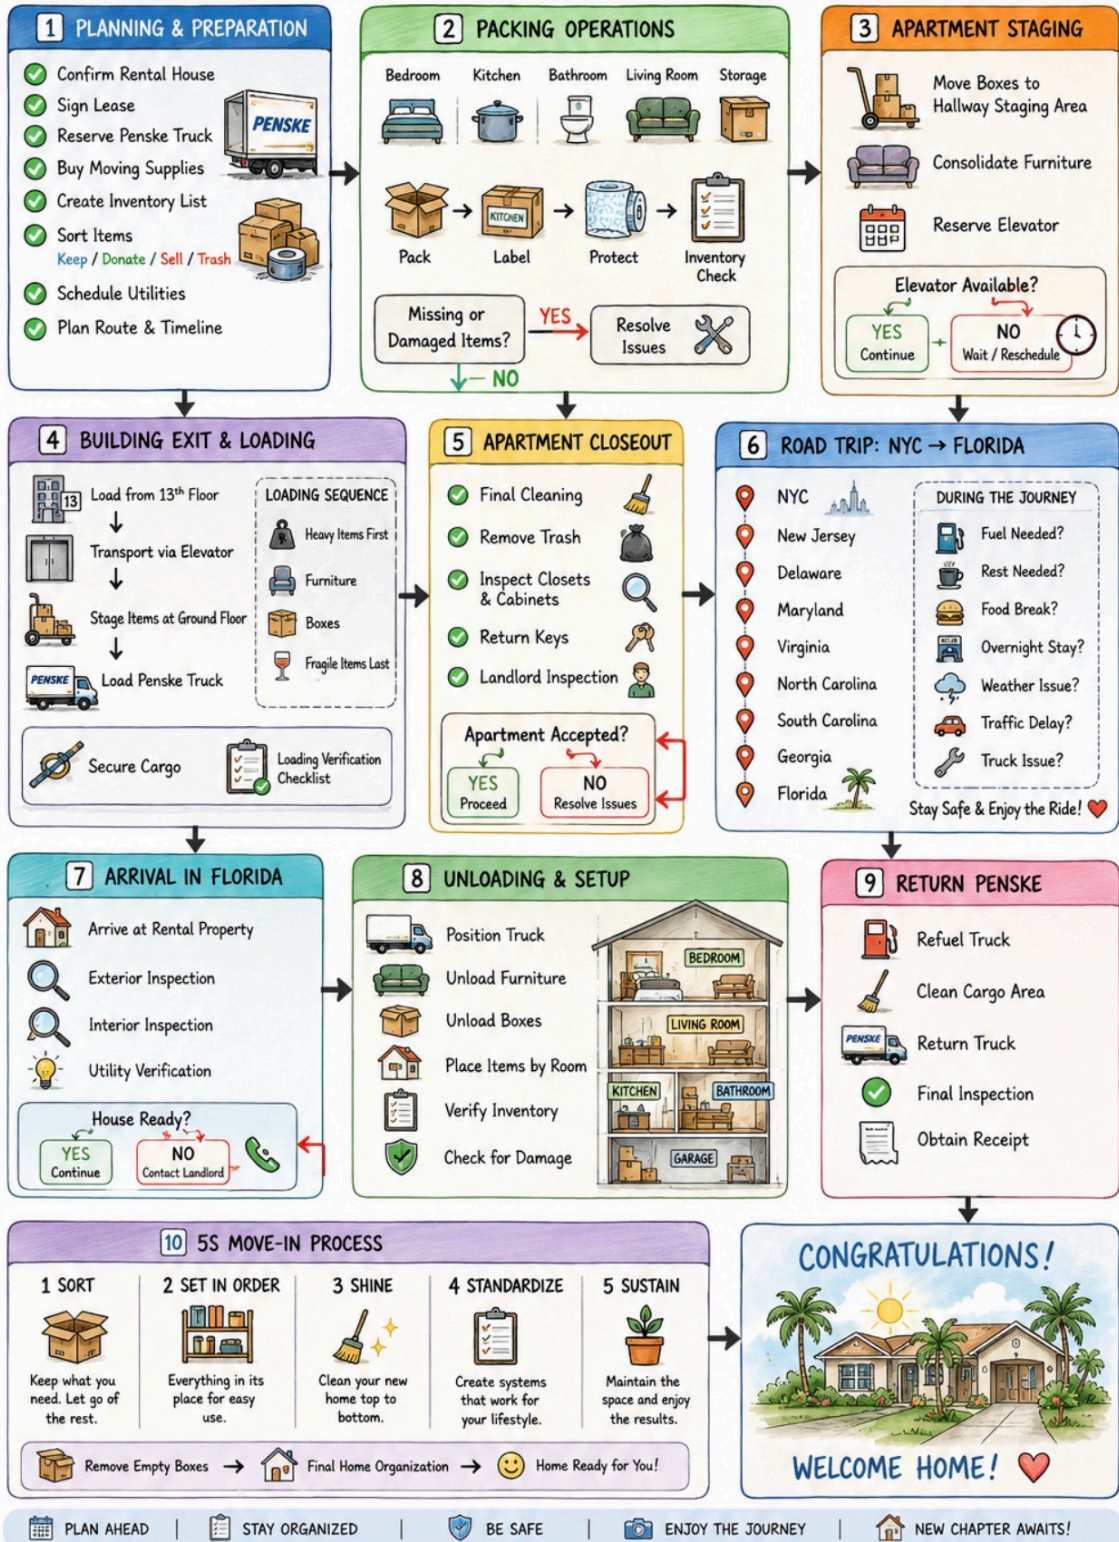 1 PLANNING & PREPARATION
Confirm Rental House
Sign Lease
Reserve Penske Truck
Buy Moving Supplies
Create Inventory List
Sort Items
Keep / Donate / Sell / Trash
Schedule Utilities
Plan Route & Timeline
PENSKE
2 PACKING OPERATIONS
Bedroom
Kitchen
Bathroom
Living Room
Storage
KITCHEN
Pack
Label
Protect
Inventory
Check
Missing or
Damaged Items?
YES
Resolve
Issues
NO
3 APARTMENT STAGING
Move Boxes to
Hallway Staging Area
Consolidate Furniture
Reserve Elevator
Elevator Available?
YES
Continue
NO
Wait / Reschedule
4 BUILDING EXIT & LOADING
13
Load from 13th Floor
Transport via Elevator
Stage Items at Ground Floor
PENSKE
Load Penske Truck
LOADING SEQUENCE
Heavy Items First
Furniture
Boxes
Fragile Items Last
Secure Cargo
Loading Verification
Checklist
5 APARTMENT CLOSEOUT
Final Cleaning
Remove Trash
Inspect Closets
& Cabinets
Return Keys
Landlord Inspection
Apartment Accepted?
YES
Proceed
NO
Resolve Issues
6 ROAD TRIP: NYC → FLORIDA
NYC
New Jersey
Delaware
Maryland
Virginia
North Carolina
South Carolina
Georgia
Florida
DURING THE JOURNEY
Fuel Needed?
Rest Needed?
Food Break?
Overnight Stay?
Weather Issue?
Traffic Delay?
Truck Issue?
Stay Safe & Enjoy the Ride!
7 ARRIVAL IN FLORIDA
Arrive at Rental Property
Exterior Inspection
Interior Inspection
Utility Verification
House Ready?
YES
Continue
NO
Contact Landlord
8 UNLOADING & SETUP
Position Truck
Unload Furniture
Unload Boxes
Place Items by Room
Verify Inventory
Check for Damage
BEDROOM
LIVING ROOM
KITCHEN
BATHROOM
GARAGE
9 RETURN PENSKE
Refuel Truck
Clean Cargo Area
PENSKE
Return Truck
Final Inspection
Obtain Receipt
10 5S MOVE-IN PROCESS
1 SORT
Keep what you
need. Let go of
the rest.
2 SET IN ORDER
Everything in its
place for easy
use.
3 SHINE
Clean your new
home top to
bottom.
4 STANDARDIZE
Create systems
that work for
your lifestyle.
5 SUSTAIN
Maintain the
space and enjoy
the results.
Remove Empty Boxes → Final Home Organization → Home Ready for You!
CONGRATULATIONS!
WELCOME HOME!
PLAN AHEAD | STAY ORGANIZED | BE SAFE | ENJOY THE JOURNEY | NEW CHAPTER AWAITS!